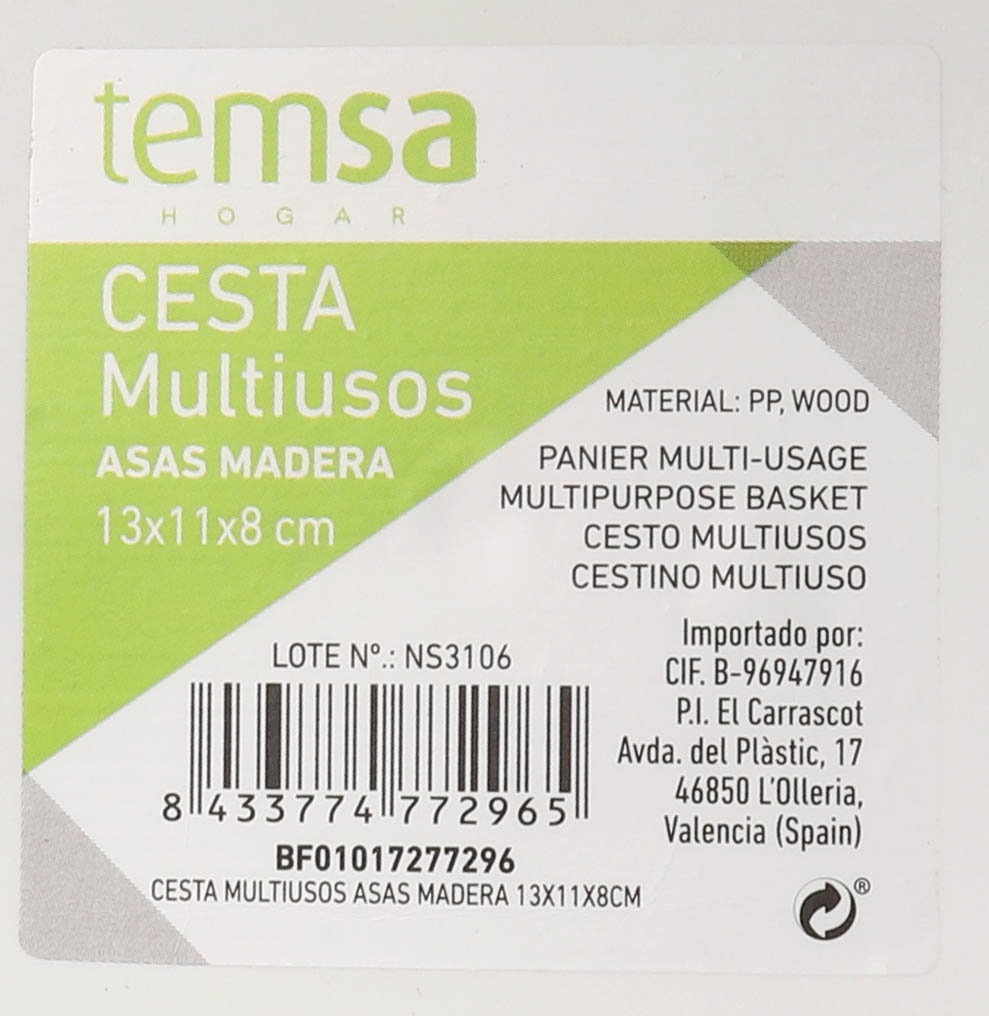 temsa
HOGAR
CESTA
Multiusos
ASAS MADERA
13x11x8 cm
MATERIAL: PP, WOOD
PANIER MULTI-USAGE
MULTIPURPOSE BASKET
CESTO MULTIUSOS
CESTINO MULTIUSO
Importado por:
CIF. B-96947916
P.I. El Carrascot
Avda. del Plàstic, 17
46850 L'Olleria,
Valencia (Spain)
LOTE Nº.: NS3106
8 433774 772965
BF01017277296
CESTA MULTIUSOS ASAS MADERA 13X11X8CM
®